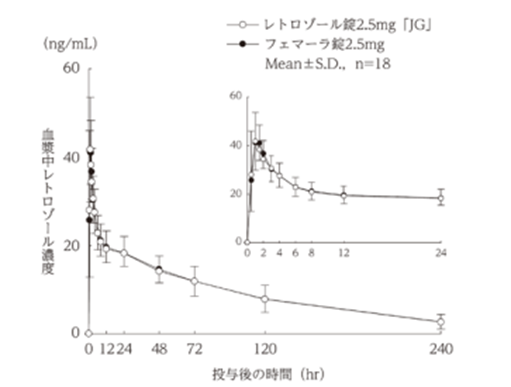 レトロゾール錠2.5mg「JG」
フェマーラ錠2.5mg
Mean±S.D., n=18
(ng/mL)
60
40
20
0
血漿中レトロゾール濃度
60
40
20
0
0 2 4 6 8 12 24
0 12 24 48 72 120 240
投与後の時間 (hr)